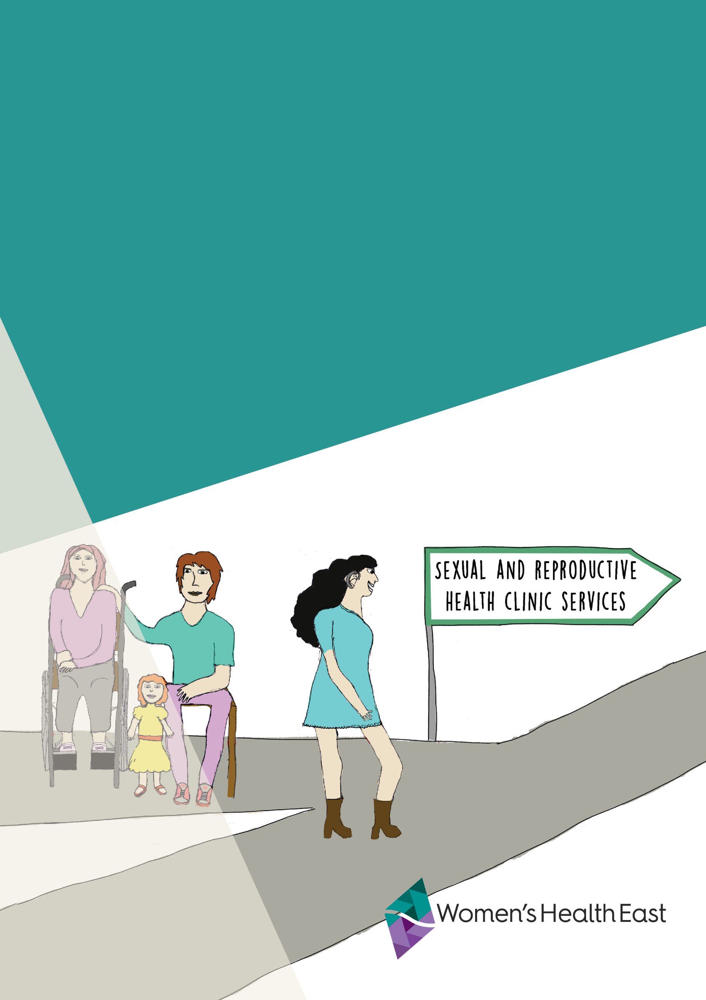 SEXUAL AND REPRODUCTIVE
HEALTH CLINIC SERVICES
Women's Health East